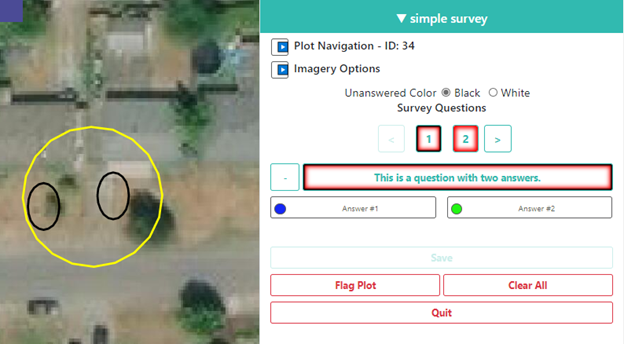 ▼ simple survey
Plot Navigation - ID: 34
Imagery Options
Unanswered Color Black White
Survey Questions
< 1 2 >
- This is a question with two answers.
Answer #1 Answer #2
Save
Flag Plot Clear All
Quit